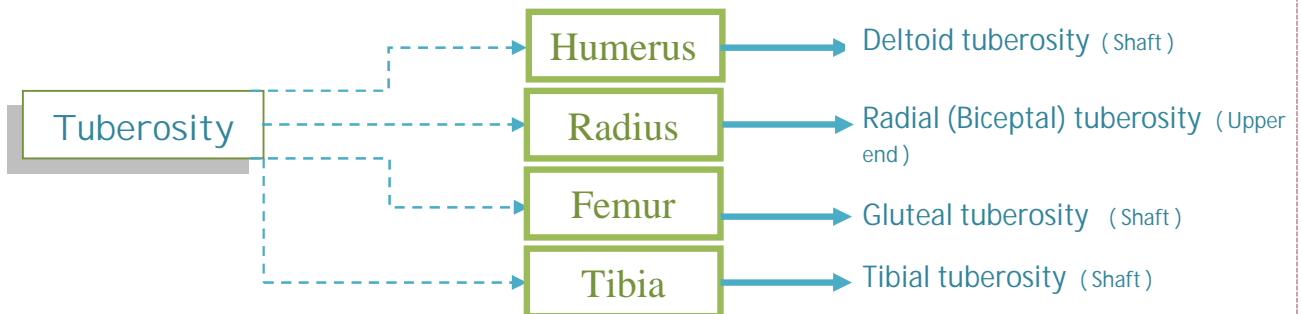 Tuberosity
Humerus
Deltoid tuberosity (Shaft)
Radius
Radial (Biceptal) tuberosity (Upper
end)
Femur
Gluteal tuberosity (Shaft)
Tibia
Tibial tuberosity (Shaft)